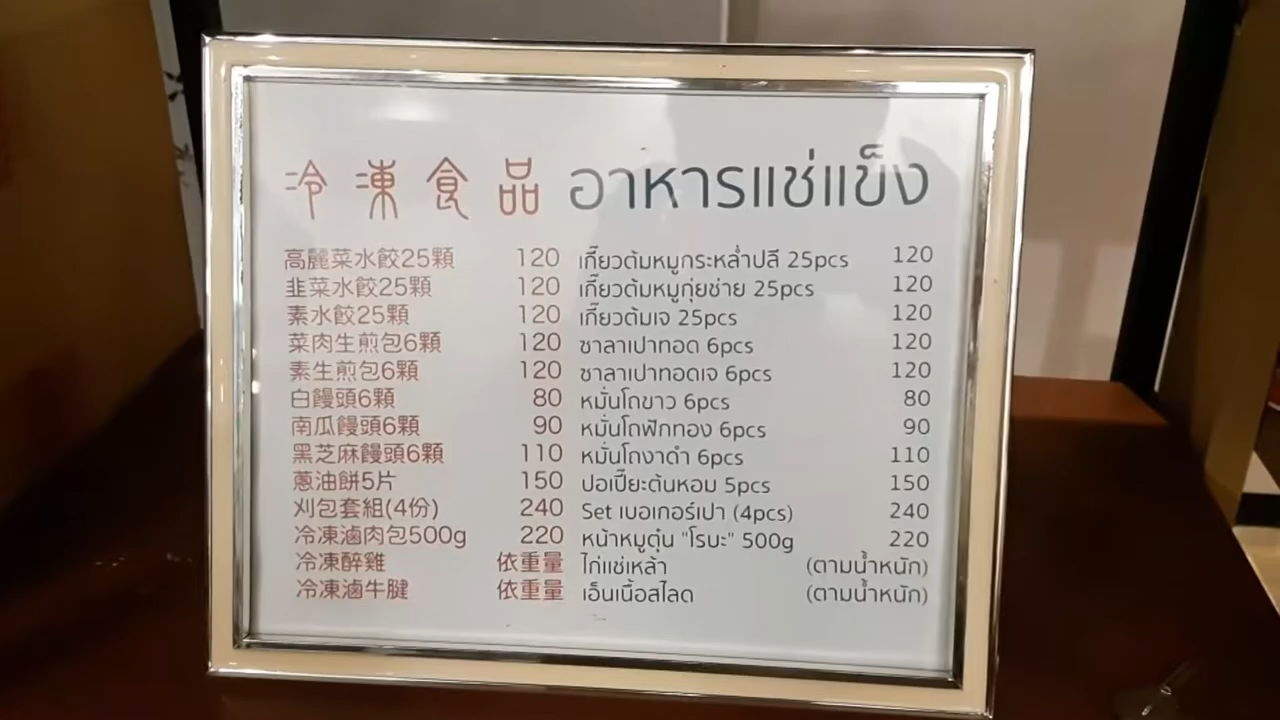 冷凍食品 อาหารแช่แข็ง
高麗菜水餃25顆 120 เกี๊ยวต้มหมูกระหล่ำปลี 25pcs 120
韭菜水餃25顆 120 เกี๊ยวต้มหมูกุ่ยช่าย 25pcs 120
素水餃25顆 120 เกี๊ยวต้มเจ 25pcs 120
菜肉生煎包6顆 120 ซาลาเปาทอด 6pcs 120
素生煎包6顆 120 ซาลาเปาทอดเจ 6pcs 120
白饅頭6顆 80 หมั่นโถขาว 6pcs 80
南瓜饅頭6顆 90 หมั่นโถฟักทอง 6pcs 90
黑芝麻饅頭6顆 110 หมั่นโถงาดำ 6pcs 110
蔥油餅5片 150 ปอเปี๊ยะต้นหอม 5pcs 150
刈包套組(4份) 240 Set เบอเกอร์เปา (4pcs) 240
冷凍滷肉包500g 220 หน้าหมูตุ๋น "โรบะ" 500g 220
冷凍醉雞 依重量 ไก่แช่เหล้า (ตามน้ำหนัก)
冷凍滷牛腱 依重量 เอ็นเนื้อสไลด (ตามน้ำหนัก)